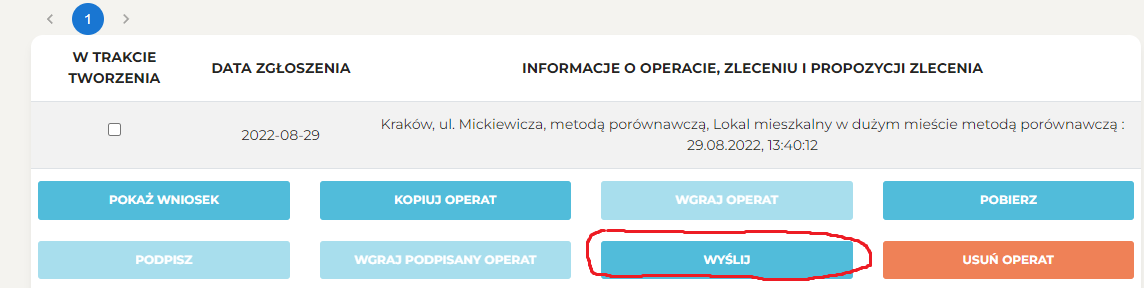 1
W TRAKCIE
TWORZENIA
DATA ZGŁOSZENIA
INFORMACJE O OPERACIE, ZLECENIU I PROPOZYCJI ZLECENIA
2022-08-29
Kraków, ul. Mickiewicza, metodą porównawczą, Lokal mieszkalny w dużym mieście metodą porównawczą :
29.08.2022, 13:40:12
POKAŻ WNIOSEK
KOPIUJ OPERAT
WGRAJ OPERAT
POBIERZ
PODPISZ
WGRAJ PODPISANY OPERAT
WYŚLIJ
USUŃ OPERAT